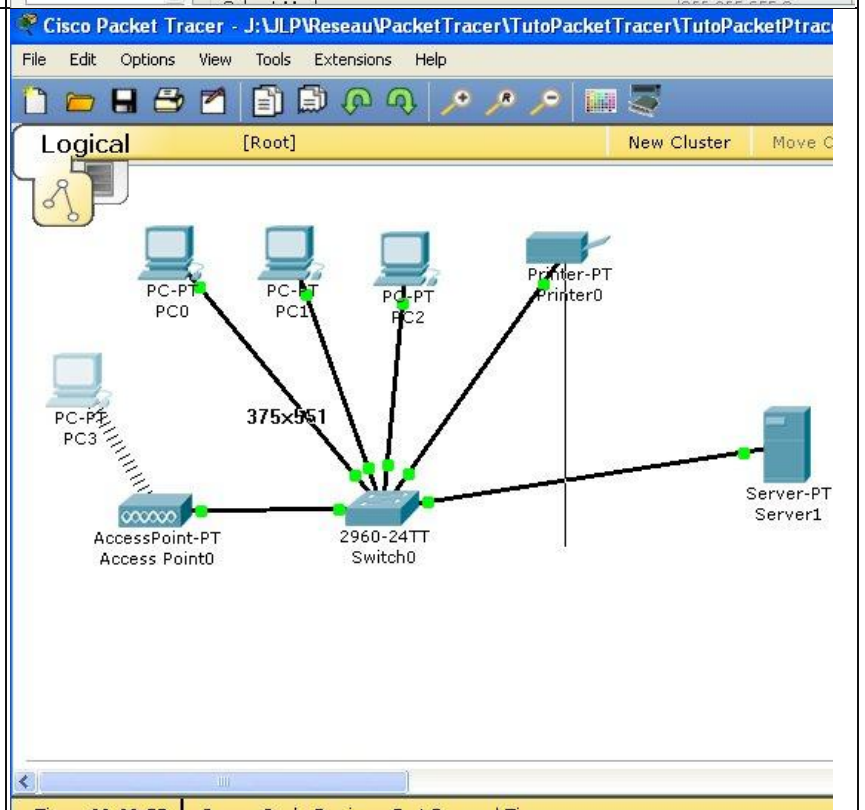 Cisco Packet Tracer - J:\JLP\Reseau\PacketTracer\TutoPacketTracer\TutoPacketPtrace
File Edit Options View Tools Extensions Help
Logical [Root] New Cluster Move C
PC-PT
PC0
PC-PT
PC1
PC-PT
PC2
Printer-PT
Printer0
PC-PT
PC3
375x551
Server-PT
Server1
AccessPoint-PT
Access Point0
2960-24TT
Switch0